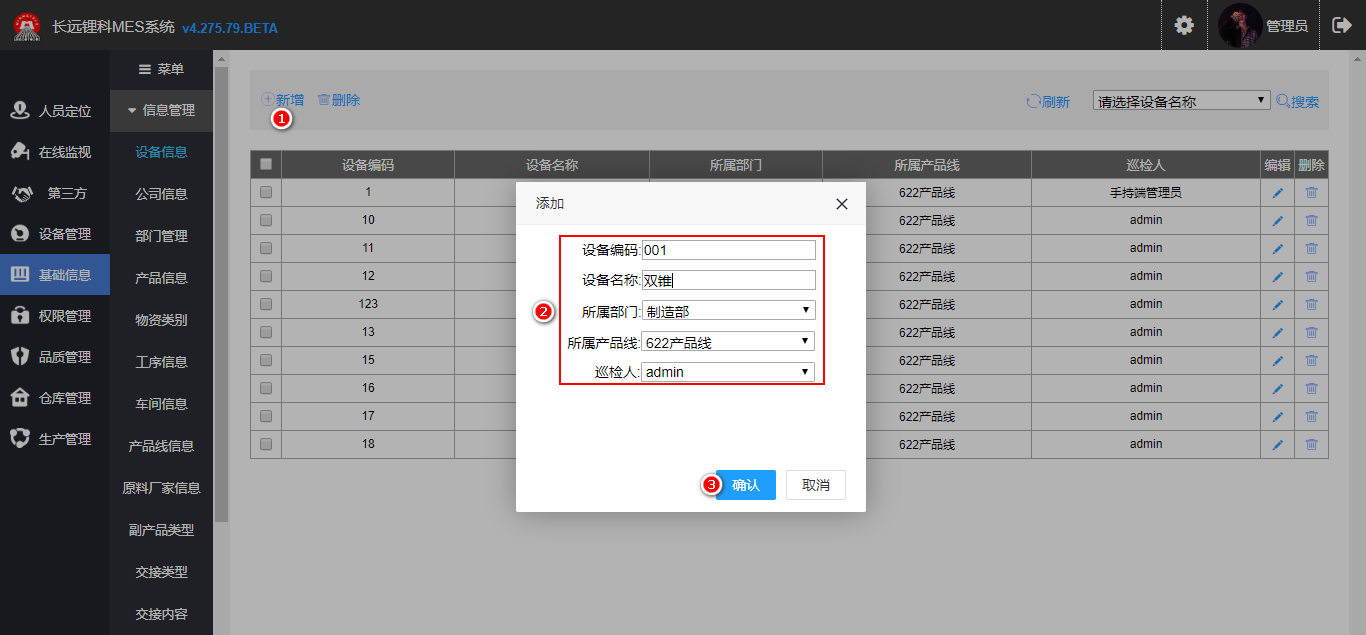 长远锂科MES系统 v4.275.79.BETA
管理员
菜单
信息管理
人员定位
在线监视
第三方
设备管理
基础信息
权限管理
品质管理
仓库管理
生产管理
设备信息
公司信息
部门管理
产品信息
物资类别
工序信息
车间信息
产品线信息
原料厂家信息
副产品类型
交接类型
交接内容
新增 删除
1
刷新 请选择设备名称 搜索
设备编码 设备名称 所属部门 所属产品线 巡检人 编辑 删除
1 622产品线 手持端管理员
10 622产品线 admin
11 622产品线 admin
12 622产品线 admin
123 622产品线 admin
13 622产品线 admin
15 622产品线 admin
16 622产品线 admin
17 622产品线 admin
18 622产品线 admin
添加
设备编码: 001
设备名称: 双锥
2
所属部门: 制造部
所属产品线: 622产品线
巡检人: admin
3
确认 取消